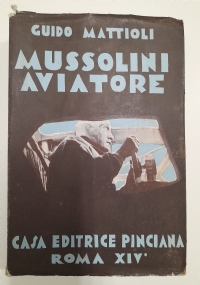 GUIDO MATTIOLI
MUSSOLINI
AVIATORE
CASA EDITRICE PINCIANA
ROMA XIV°